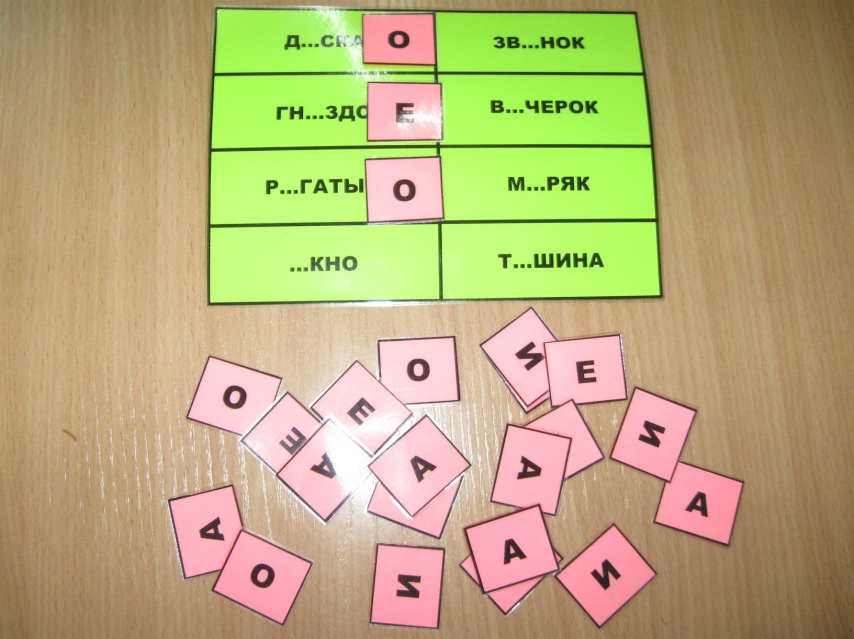 Д...СКА О ЗВ...НОК
ГН...ЗДО Е В...ЧЕРОК
Р...ГАТЫ О М...РЯК
...КНО Т...ШИНА
И
О Е
О Е И
Е А А А
А
А А
О И И